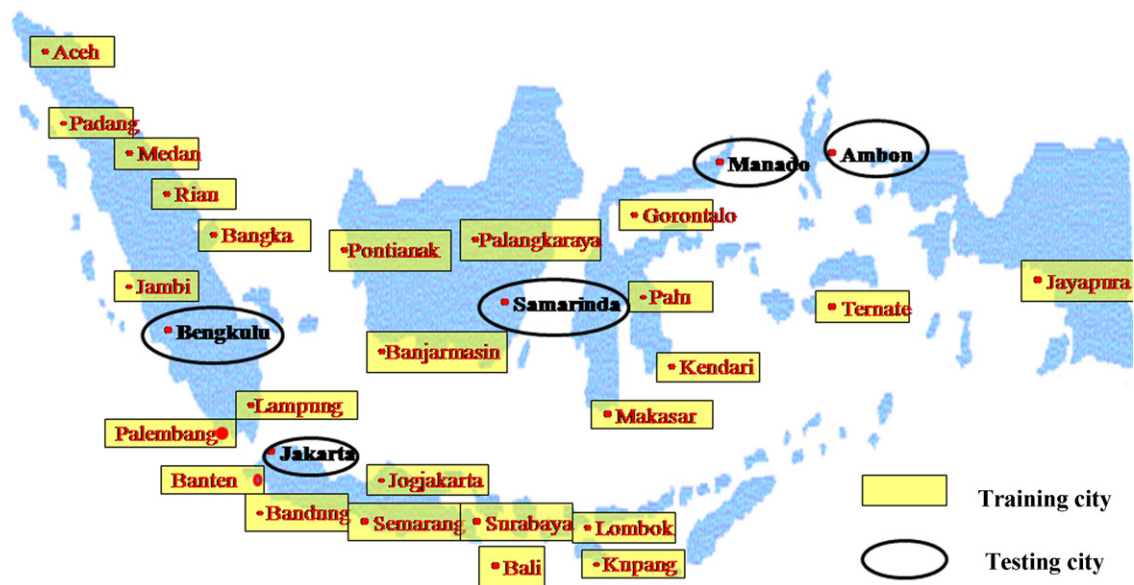 Aceh
Padang
Medan
Manado
Ambon
Rian
Gorontalo
Bangka
Pontianak
Palangkaraya
Jambi
Samarinda
Palu
Ternate
Jayapura
Bengkulu
Banjarmasin
Kendari
Lampung
Makasar
Palembang
Jakarta
Banten
Jogjakarta
Training city
Bandung
Semarang
Surabaya
Lombok
Bali
Kupang
Testing city